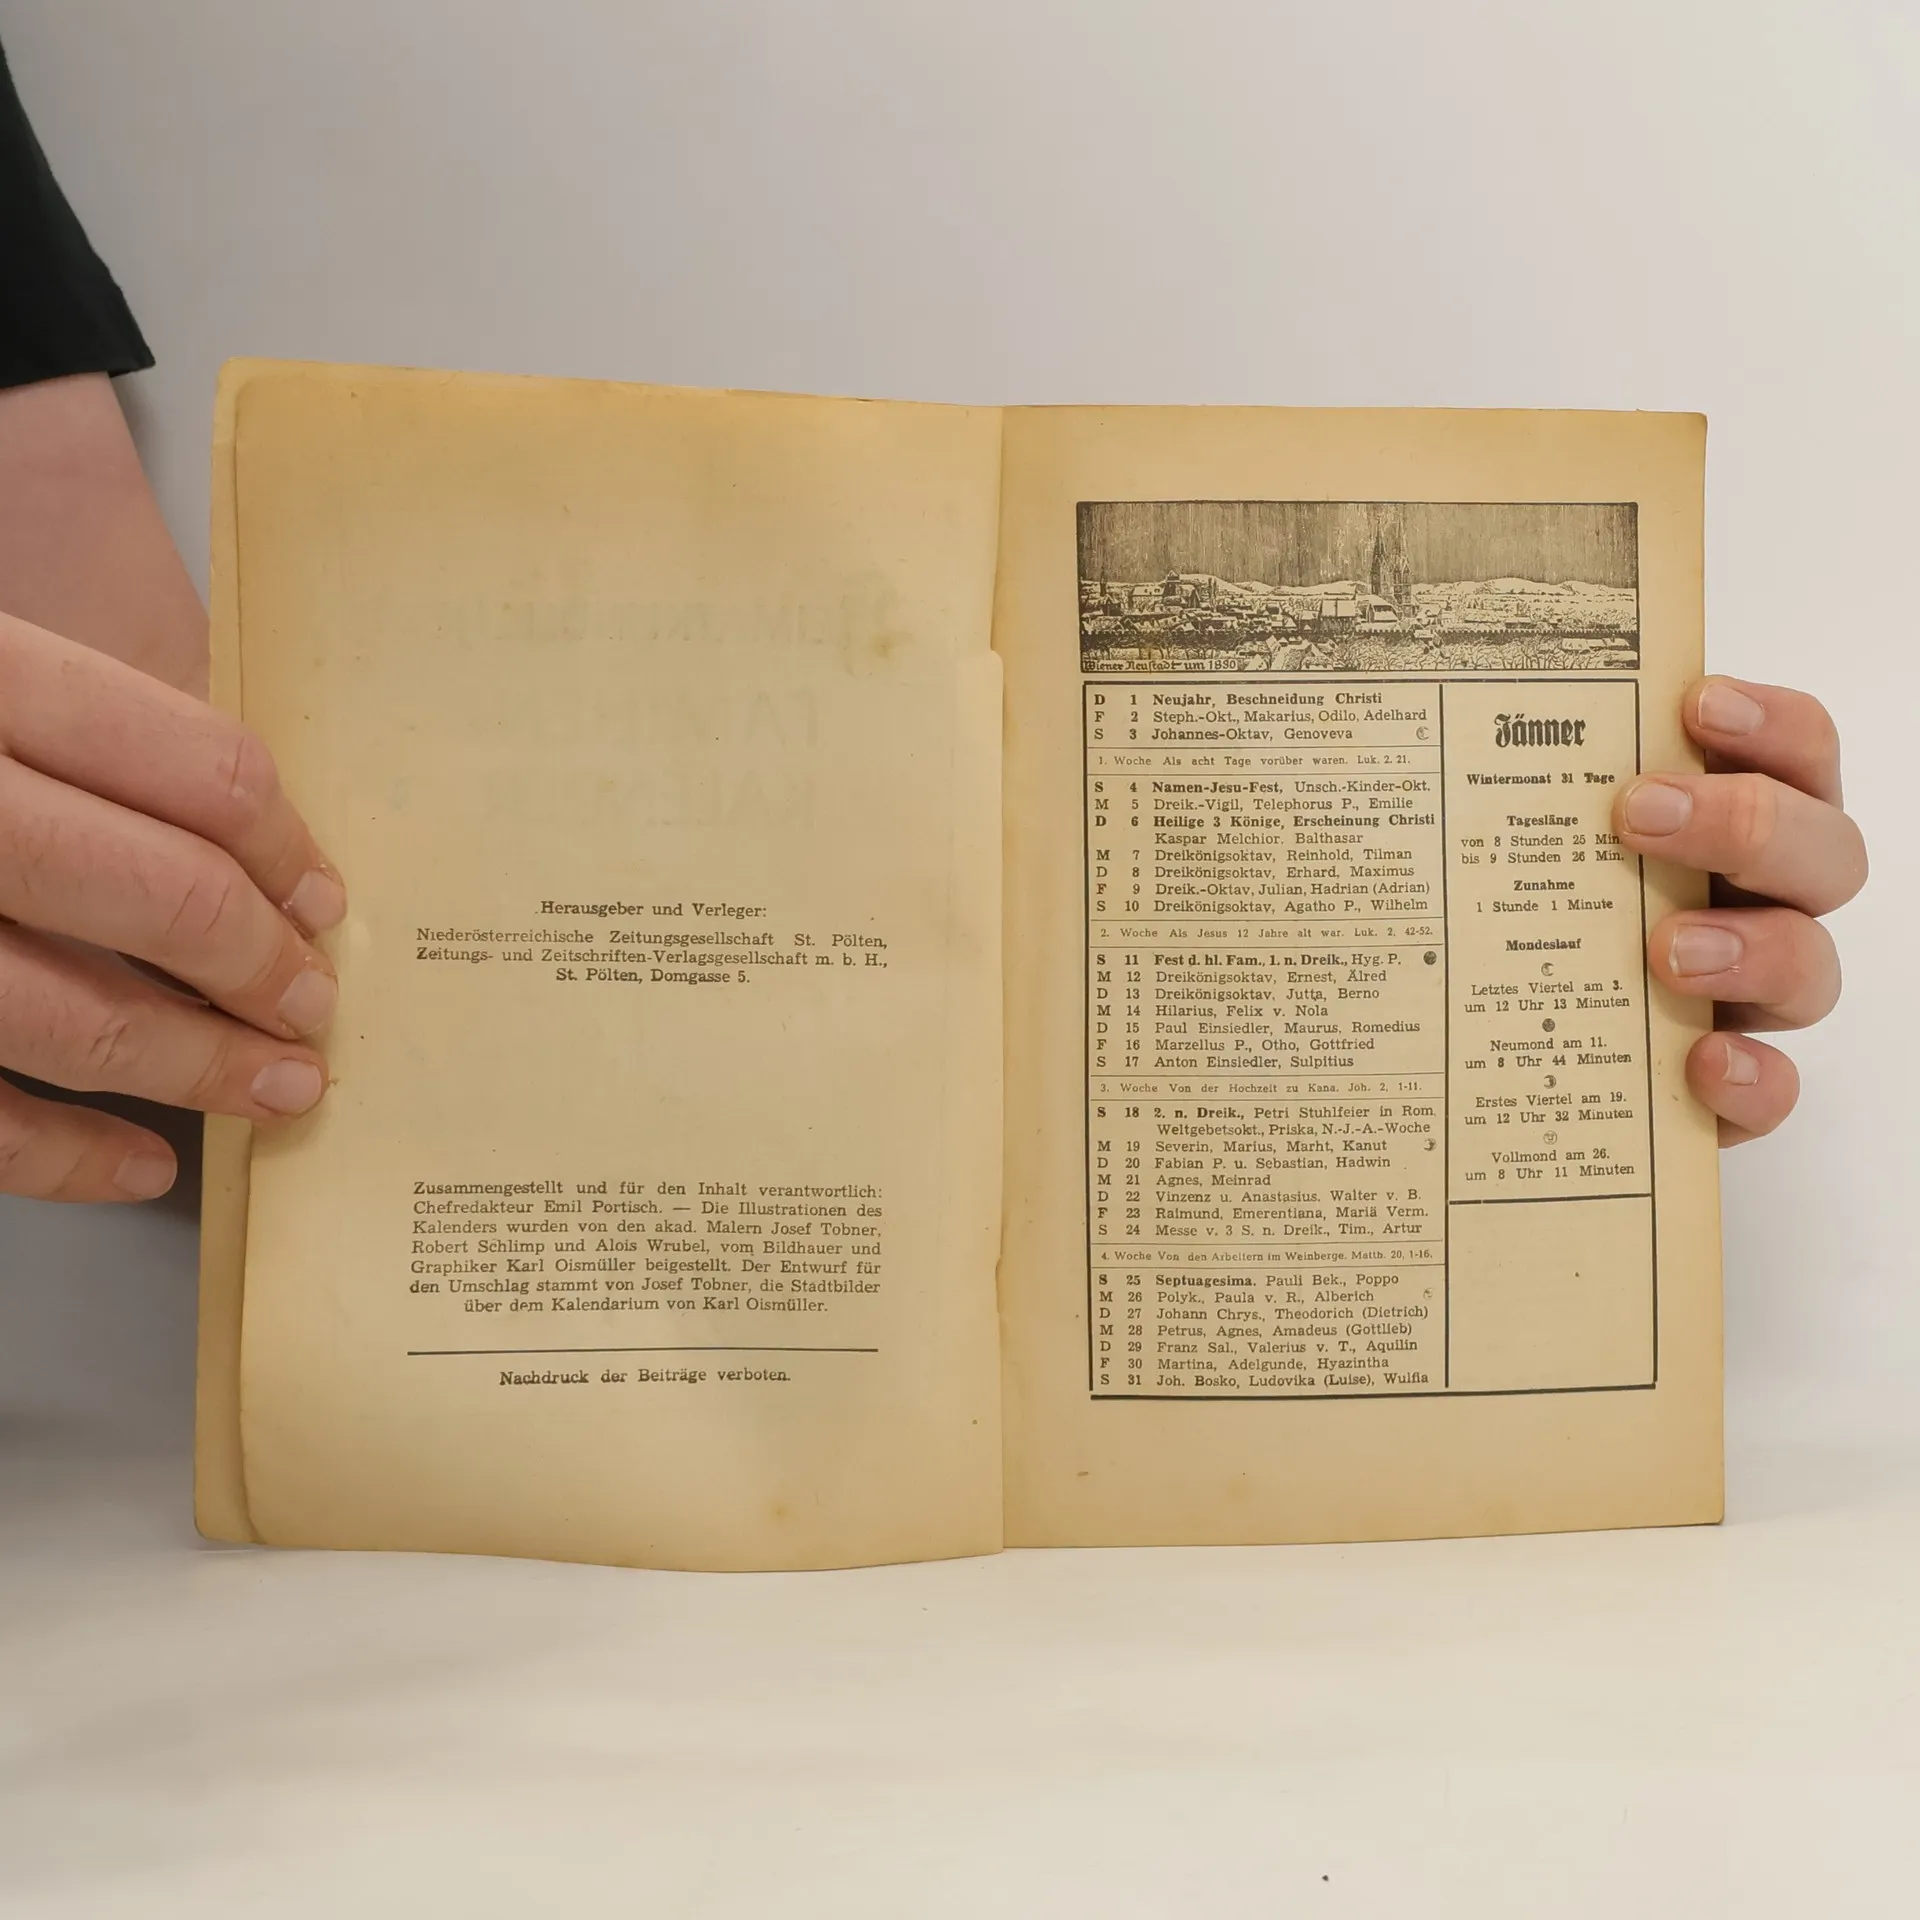 Herausgeber und Verleger:
Niederösterreichische Zeitungsgesellschaft St. Pölten,
Zeitungs- und Zeitschriften-Verlagsgesellschaft m. b. H.,
St. Pölten, Domgasse 5.
Zusammengestellt und für den Inhalt verantwortlich:
Chefredakteur Emil Portisch. — Die Illustrationen des
Kalenders wurden von den akad. Malern Josef Tobner,
Robert Schlimp und Alois Wrubel, vom Bildhauer und
Graphiker Karl Oismüller beigestellt. Der Entwurf für
den Umschlag stammt von Josef Tobner, die Stadtbilder
über dem Kalendarium von Karl Oismüller.
Nachdruck der Beiträge verboten.
Wiener Neustadt um 1830
D 1 Neujahr, Beschneidung Christi
F 2 Steph.-Okt., Makarius, Odilo, Adelhard
S 3 Johannes-Oktav, Genoveva
1. Woche Als acht Tage vorüber waren. Luk. 2. 21.
S 4 Namen-Jesu-Fest, Unsch.-Kinder-Okt.
M 5 Dreik.-Vigil, Telephorus P., Emilie
D 6 Heilige 3 Könige, Erscheinung Christi
Kaspar Melchior, Balthasar
M 7 Dreikönigsoktav, Reinhold, Tilman
D 8 Dreikönigsoktav, Erhard, Maximus
F 9 Dreik.-Oktav, Julian, Hadrian (Adrian)
S 10 Dreikönigsoktav, Agatho P., Wilhelm
2. Woche Als Jesus 12 Jahre alt war. Luk. 2, 42-52.
S 11 Fest d. hl. Fam., 1. n. Dreik., Hyg. P.
M 12 Dreikönigsoktav, Ernest, Älred
D 13 Dreikönigsoktav, Jutta, Berno
M 14 Hilarius, Felix v. Nola
D 15 Paul Einsiedler, Maurus, Romedius
F 16 Marzellus P., Otho, Gottfried
S 17 Anton Einsiedler, Sulpitius
3. Woche Von der Hochzeit zu Kana. Joh. 2, 1-11.
S 18 2. n. Dreik., Petri Stuhlfeier in Rom,
Weltgebetsokt., Priska, N.-J.-A.-Woche
M 19 Severin, Marius, Marht, Kanut
D 20 Fabian P. u. Sebastian, Hadwin
M 21 Agnes, Meinrad
D 22 Vinzenz u. Anastasius, Walter v. B.
F 23 Raimund, Emerentiana, Mariä Verm.
S 24 Messe v. 3 S. n. Dreik., Tim., Artur
4. Woche Von den Arbeitern im Weinberge. Matth. 20, 1-16.
S 25 Septuagesima. Pauli Bek., Poppo
M 26 Polyk., Paula v. R., Alberich
D 27 Johann Chrys., Theodorich (Dietrich)
M 28 Petrus, Agnes, Amadeus (Gottlieb)
D 29 Franz Sal., Valerius v. T., Aquilin
F 30 Martina, Adelgunde, Hyazintha
S 31 Joh. Bosko, Ludovika (Luise), Wulfia
Jänner
Wintermonat 31 Tage
Tageslänge
von 8 Stunden 25 Min.
bis 9 Stunden 26 Min.
Zunahme
1 Stunde 1 Minute
Mondeslauf
Letztes Viertel am 3.
um 12 Uhr 13 Minuten
Neumond am 11.
um 8 Uhr 44 Minuten
Erstes Viertel am 19.
um 12 Uhr 32 Minuten
Vollmond am 26.
um 8 Uhr 11 Minuten